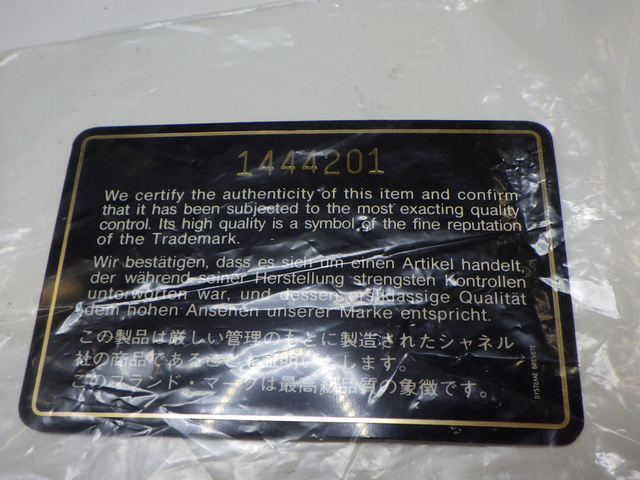 1444201
We certify the authenticity of this item and confirm
that it has been subjected to the most exacting quality
control. Its high quality is a symbol of the fine reputation
of the Trademark.
Wir bestätigen, dass es sich um einen Artikel handelt,
der während seiner Herstellung strengsten Kontrollen
unterworfen war, und dessen erstklassige Qualität
dem hohen Ansehen unserer Marke entspricht.
この製品は厳しい管理のもとに製造されたシャネル
社の商品であることを証明いたします。
このブランド・マークは最高級品質の象徴です。
SYSTEME BREVETE